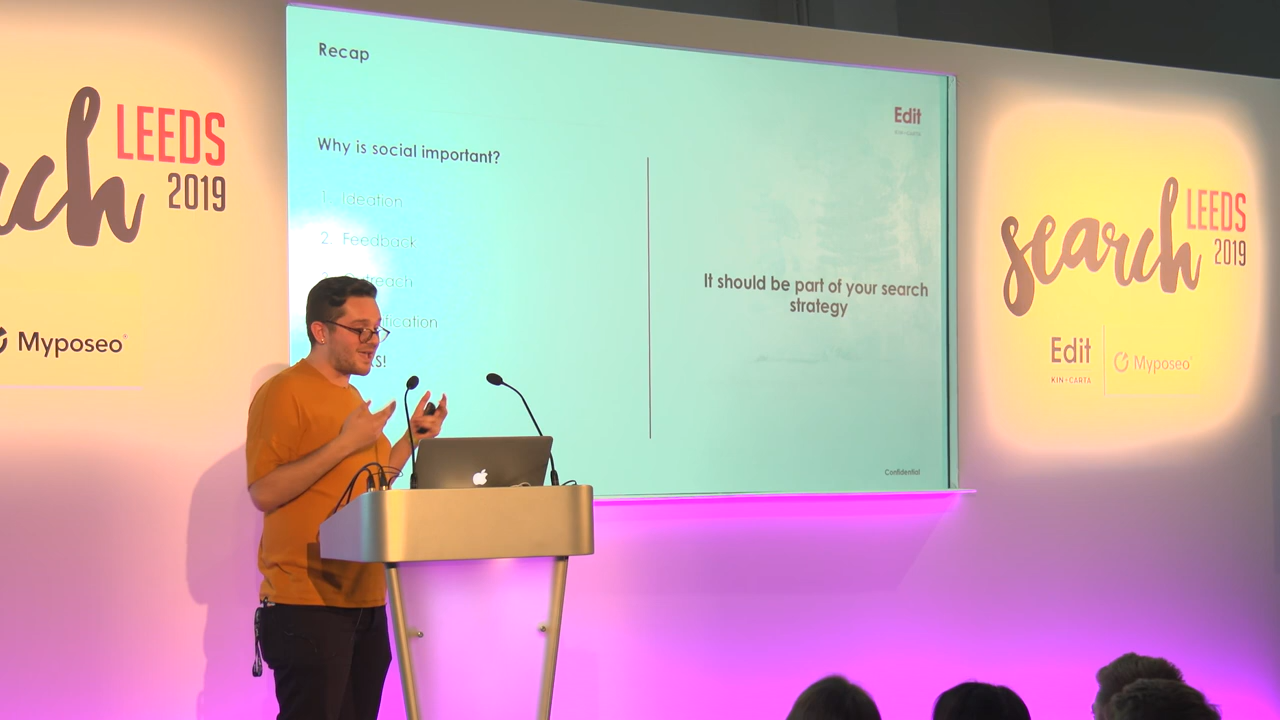 LEEDS
2019
Myposeo
Recap
Edit
KIN+CARTA
Why is social important?
1. Ideation
2. Feedback
It should be part of your search
strategy
Confidential
search
LEEDS
2019
Edit
KIN+CARTA
Myposeo